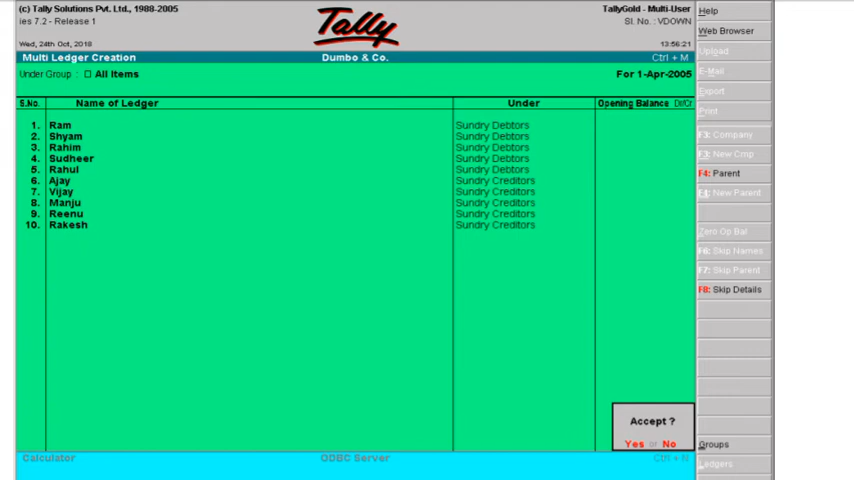 (c) Tally Solutions Pvt. Ltd., 1988-2005
ies 7.2 - Release 1
Wed, 24th Oct, 2018
Tally
TallyGold - Multi-User
Sl. No. : VDOWN
13:56:21
Multi Ledger Creation Dumbo & Co. Ctrl + M
Under Group : □ All Items For 1-Apr-2005
S.No. Name of Ledger Under Opening Balance Dr/Cr
1. Ram Sundry Debtors
2. Shyam Sundry Debtors
3. Rahim Sundry Debtors
4. Sudheer Sundry Debtors
5. Rahul Sundry Debtors
6. Ajay Sundry Creditors
7. Vijay Sundry Creditors
8. Manju Sundry Creditors
9. Reenu Sundry Creditors
10. Rakesh Sundry Creditors
Accept ?
Yes or No
Calculator ODBC Server Ctrl + N
Help
Web Browser
Upload
E-Mail
Export
Print
F3: Company
F3: New Cmp
F4: Parent
F4: New Parent
Zero Op Bal
F6: Skip Names
F7: Skip Parent
F8: Skip Details
Groups
Ledgers